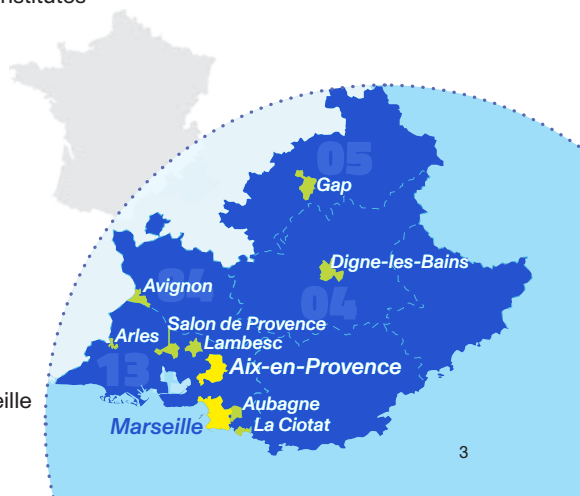 05
Gap
Digne-les-Bains
84
Avignon
04
Salon de Provence
Arles
Lambesc
13
Aix-en-Provence
Aubagne
Marseille
La Ciotat
3